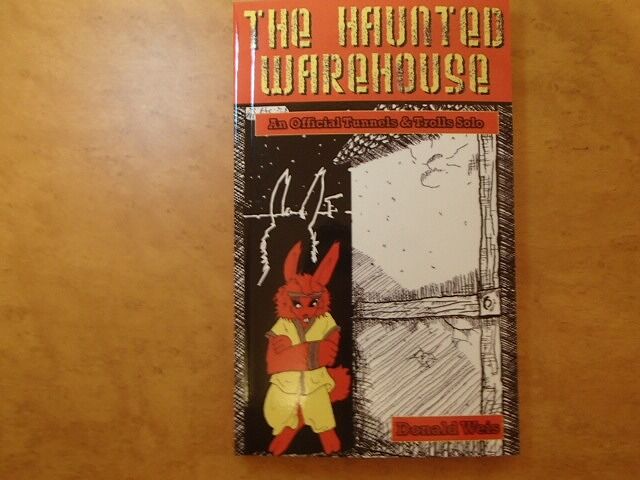 THE HAUNTED
WAREHOUSE
An Official Tunnels & Trolls Solo
Donald Weis